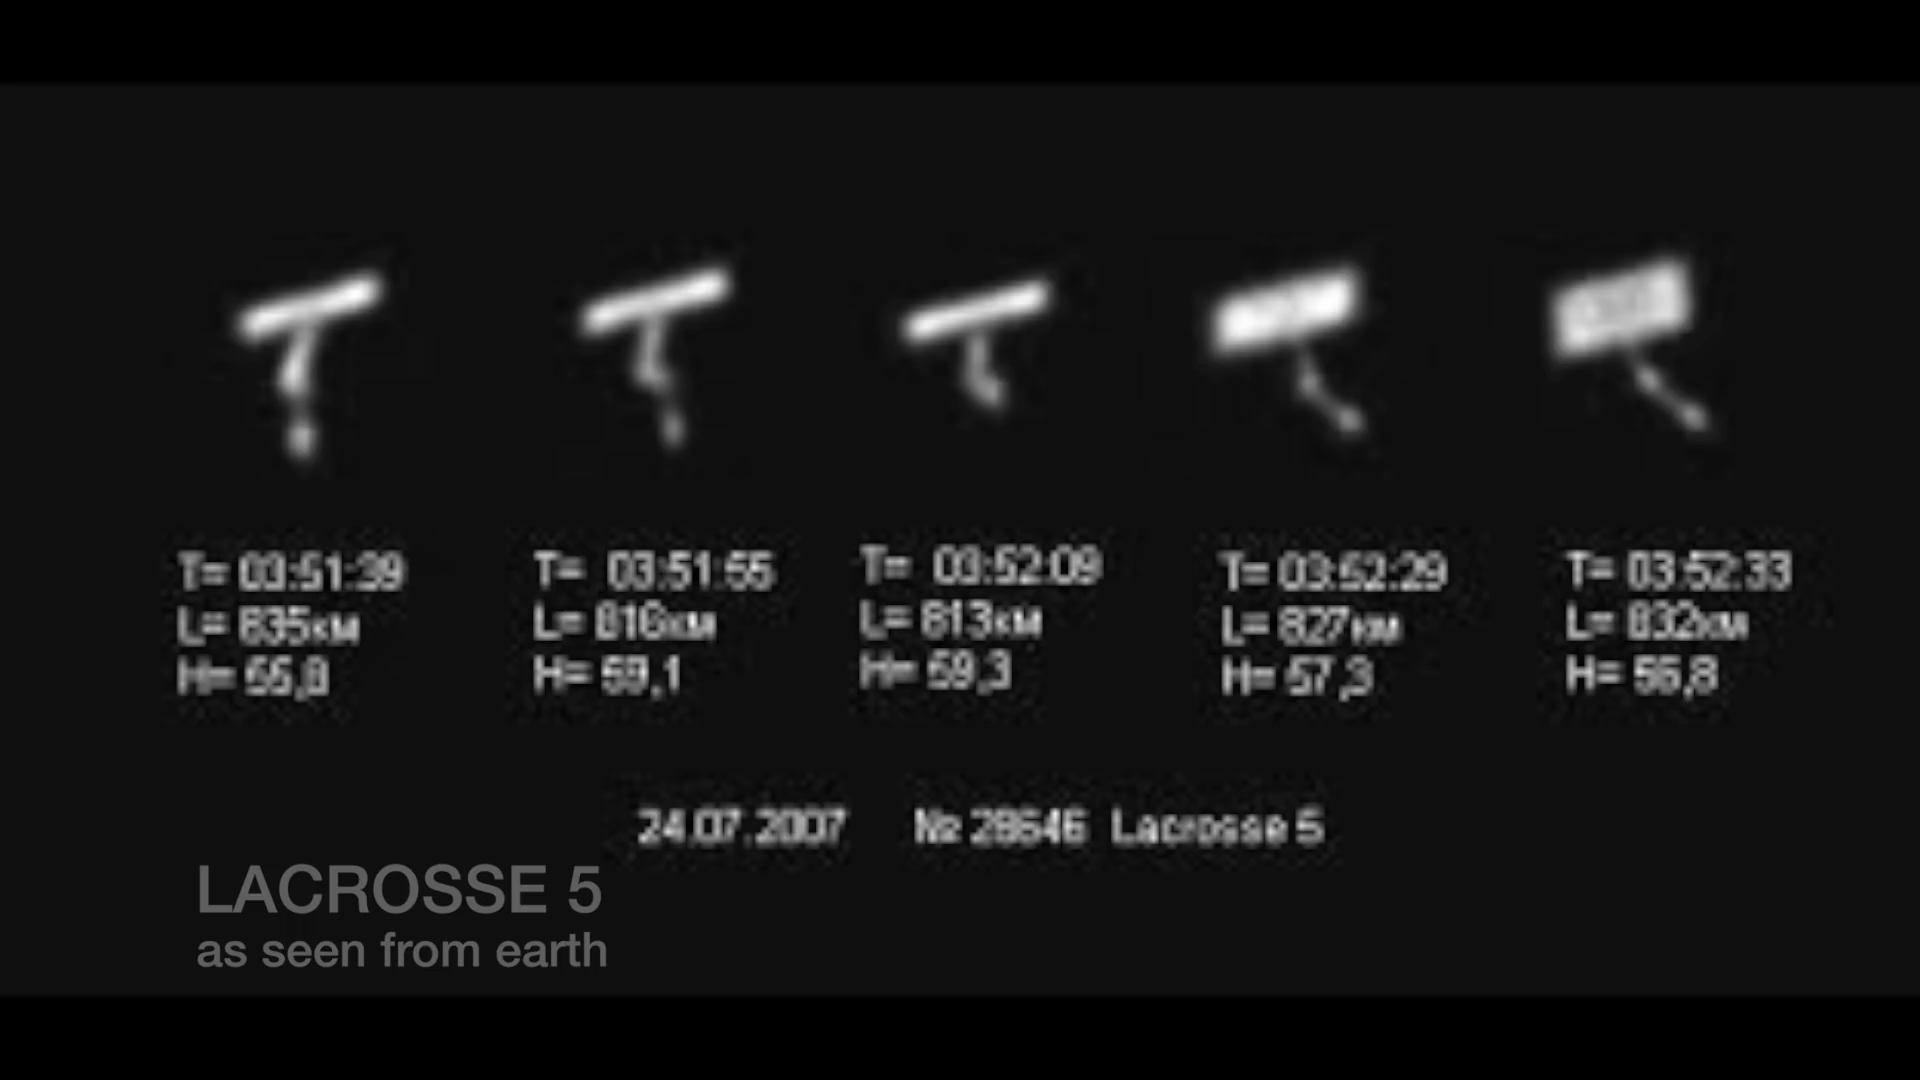 T= 03:51:39
L= 835км
H= 55,8
T= 03:51:55
L= 816км
H= 59,1
T= 03:52:09
L= 813км
H= 59,3
T= 03:52:29
L= 827км
H= 57,3
T= 03:52:33
L= 832км
H= 56,8
24.07.2007 № 28646 Lacrosse 5
LACROSSE 5
as seen from earth